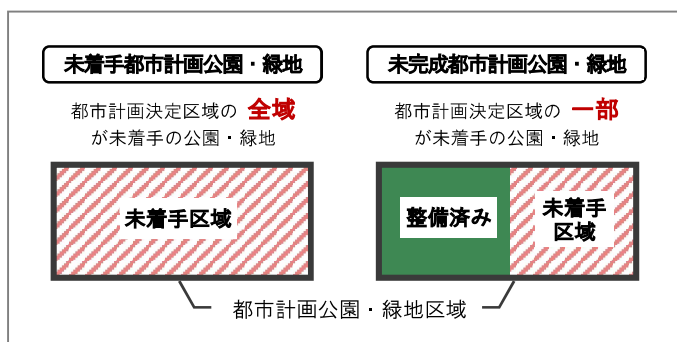 未着手都市計画公園・緑地
都市計画決定区域の 全域
が未着手の公園・緑地
未着手区域
未完成都市計画公園・緑地
都市計画決定区域の 一部
が未着手の公園・緑地
整備済み
未着手
区域
都市計画公園・緑地区域